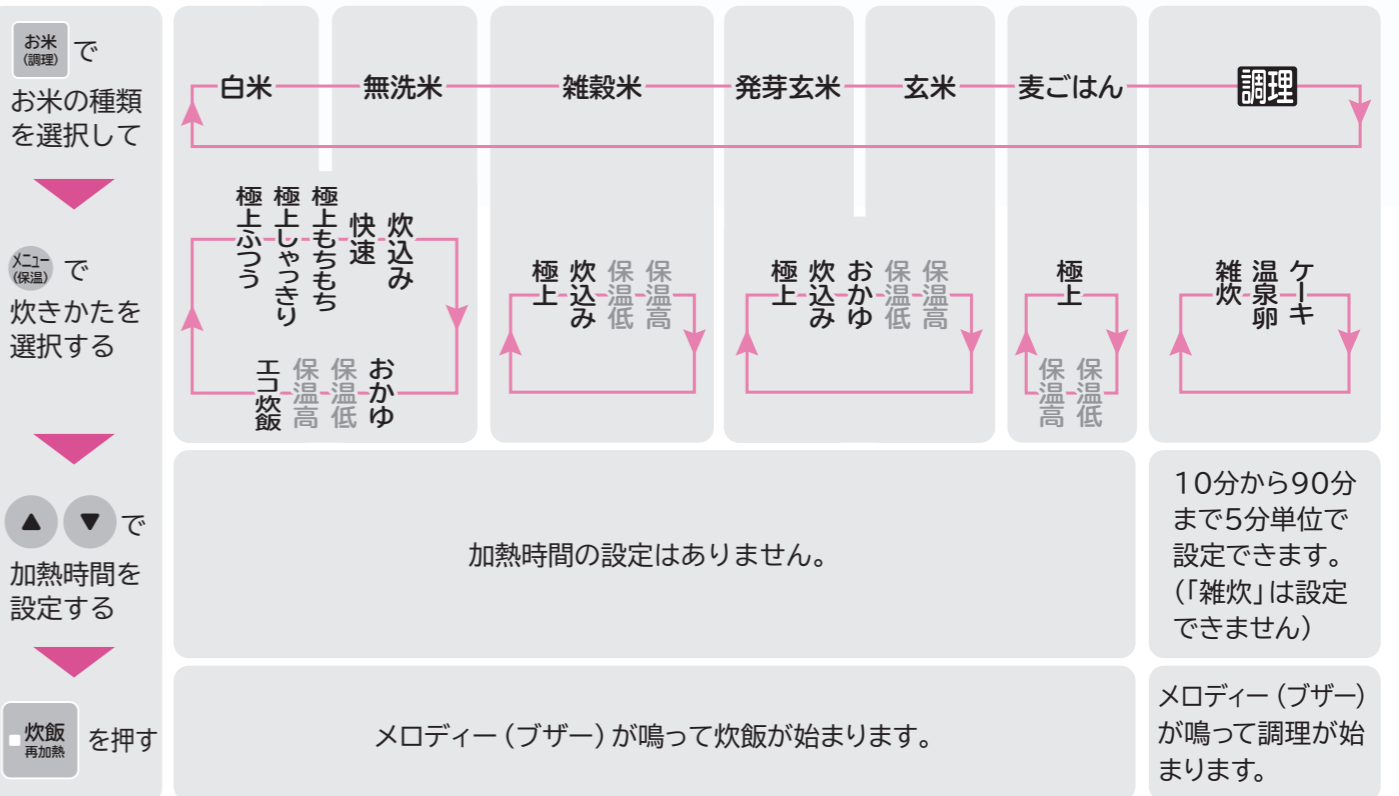 お米
(調理)
で
お米の種類
を選択して
白米
無洗米
雑穀米
発芽玄米
玄米
麦ごはん
調理
メニュー
(保温)
で
炊きかたを
選択する
極上ふつう
極上しゃっきり
極上もちもち
快速
炊込み
おかゆ
保温低
保温高
エコ炊飯
極上
炊込み
保温低
保温高
極上
炊込み
おかゆ
保温低
保温高
極上
保温低
保温高
雑炊
温泉卵
ケーキ
▲ ▼ で
加熱時間を
設定する
加熱時間の設定はありません。
10分から90分
まで5分単位で
設定できます。
(「雑炊」は設定
できません)
炊飯
再加熱
を押す
メロディー(ブザー)が鳴って炊飯が始まります。
メロディー(ブザー)
が鳴って調理が始
まります。